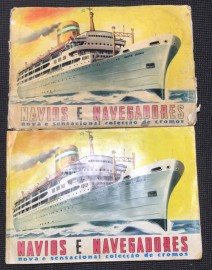 NAVIOS E NAVEGADORES
nova e sensacional colecção de cromos
NAVIOS E NAVEGADORES
nova e sensacional colecção de cromos